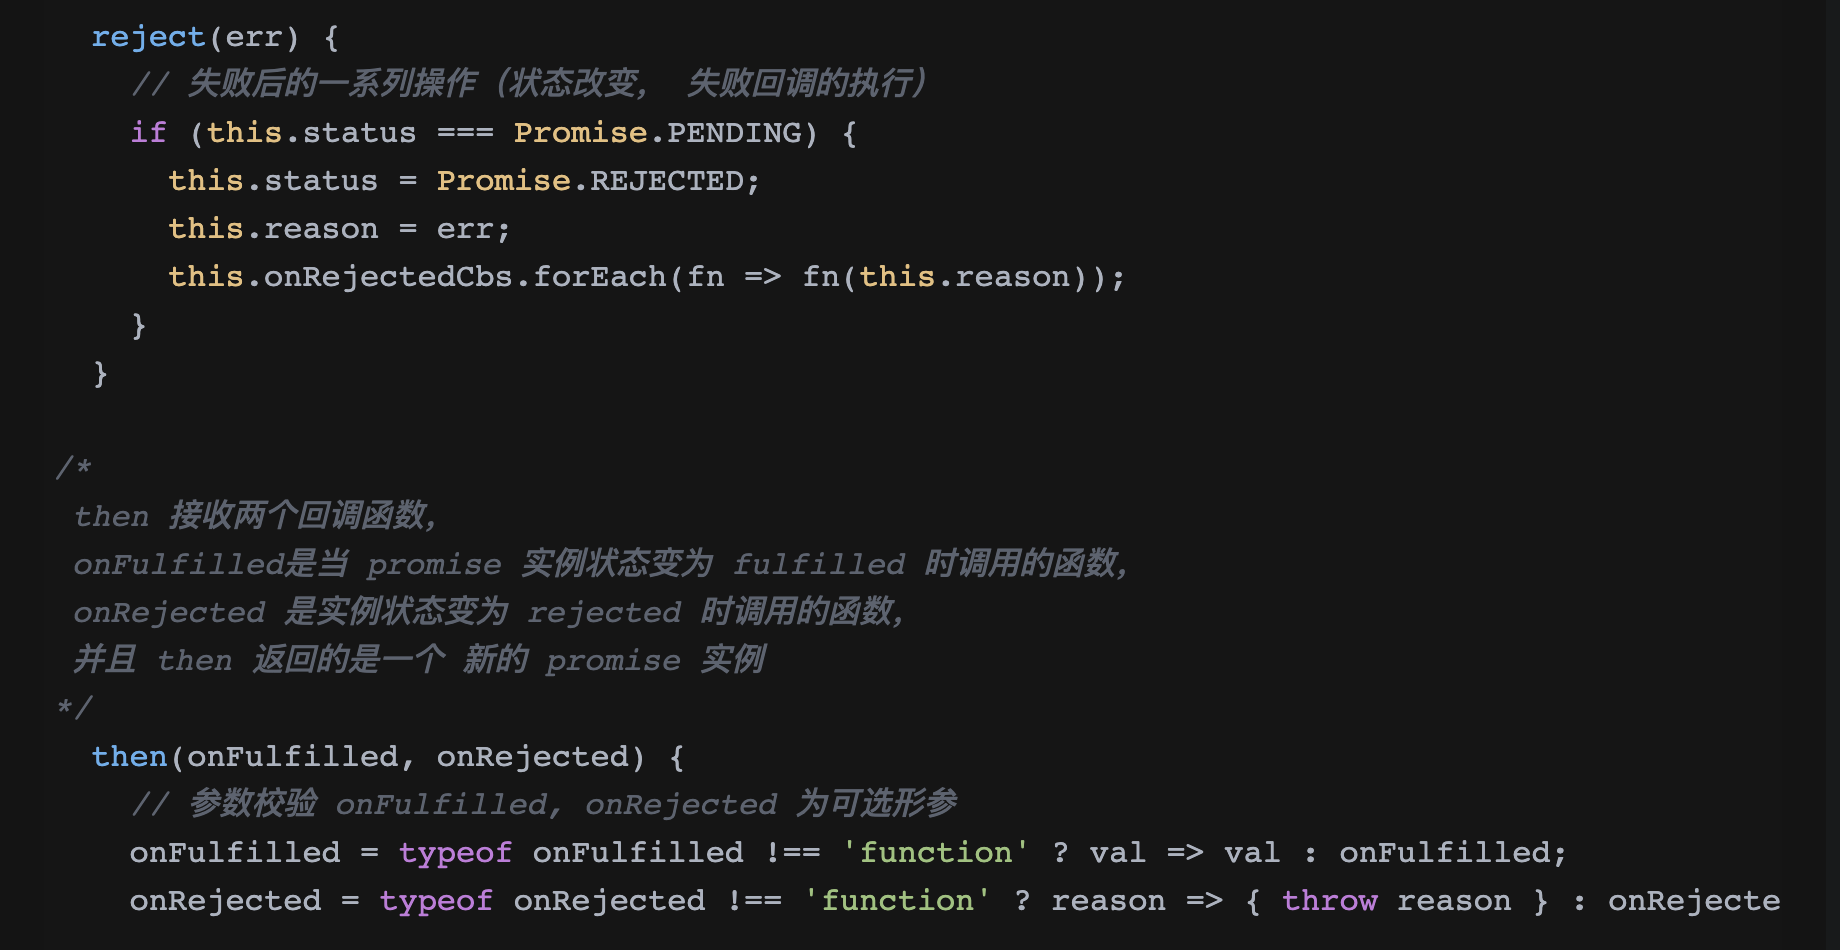 reject(err) {
// 失败后的一系列操作（状态改变， 失败回调的执行）
if (this.status === Promise.PENDING) {
this.status = Promise.REJECTED;
this.reason = err;
this.onRejectedCbs.forEach(fn => fn(this.reason));
}
}
/*
then 接收两个回调函数，
onFulfilled是当 promise 实例状态变为 fulfilled 时调用的函数，
onRejected 是实例状态变为 rejected 时调用的函数，
并且 then 返回的是一个 新的 promise 实例
*/
then(onFulfilled, onRejected) {
// 参数校验 onFulfilled, onRejected 为可选形参
onFulfilled = typeof onFulfilled !== 'function' ? val => val : onFulfilled;
onRejected = typeof onRejected !== 'function' ? reason => { throw reason } : onRejecte